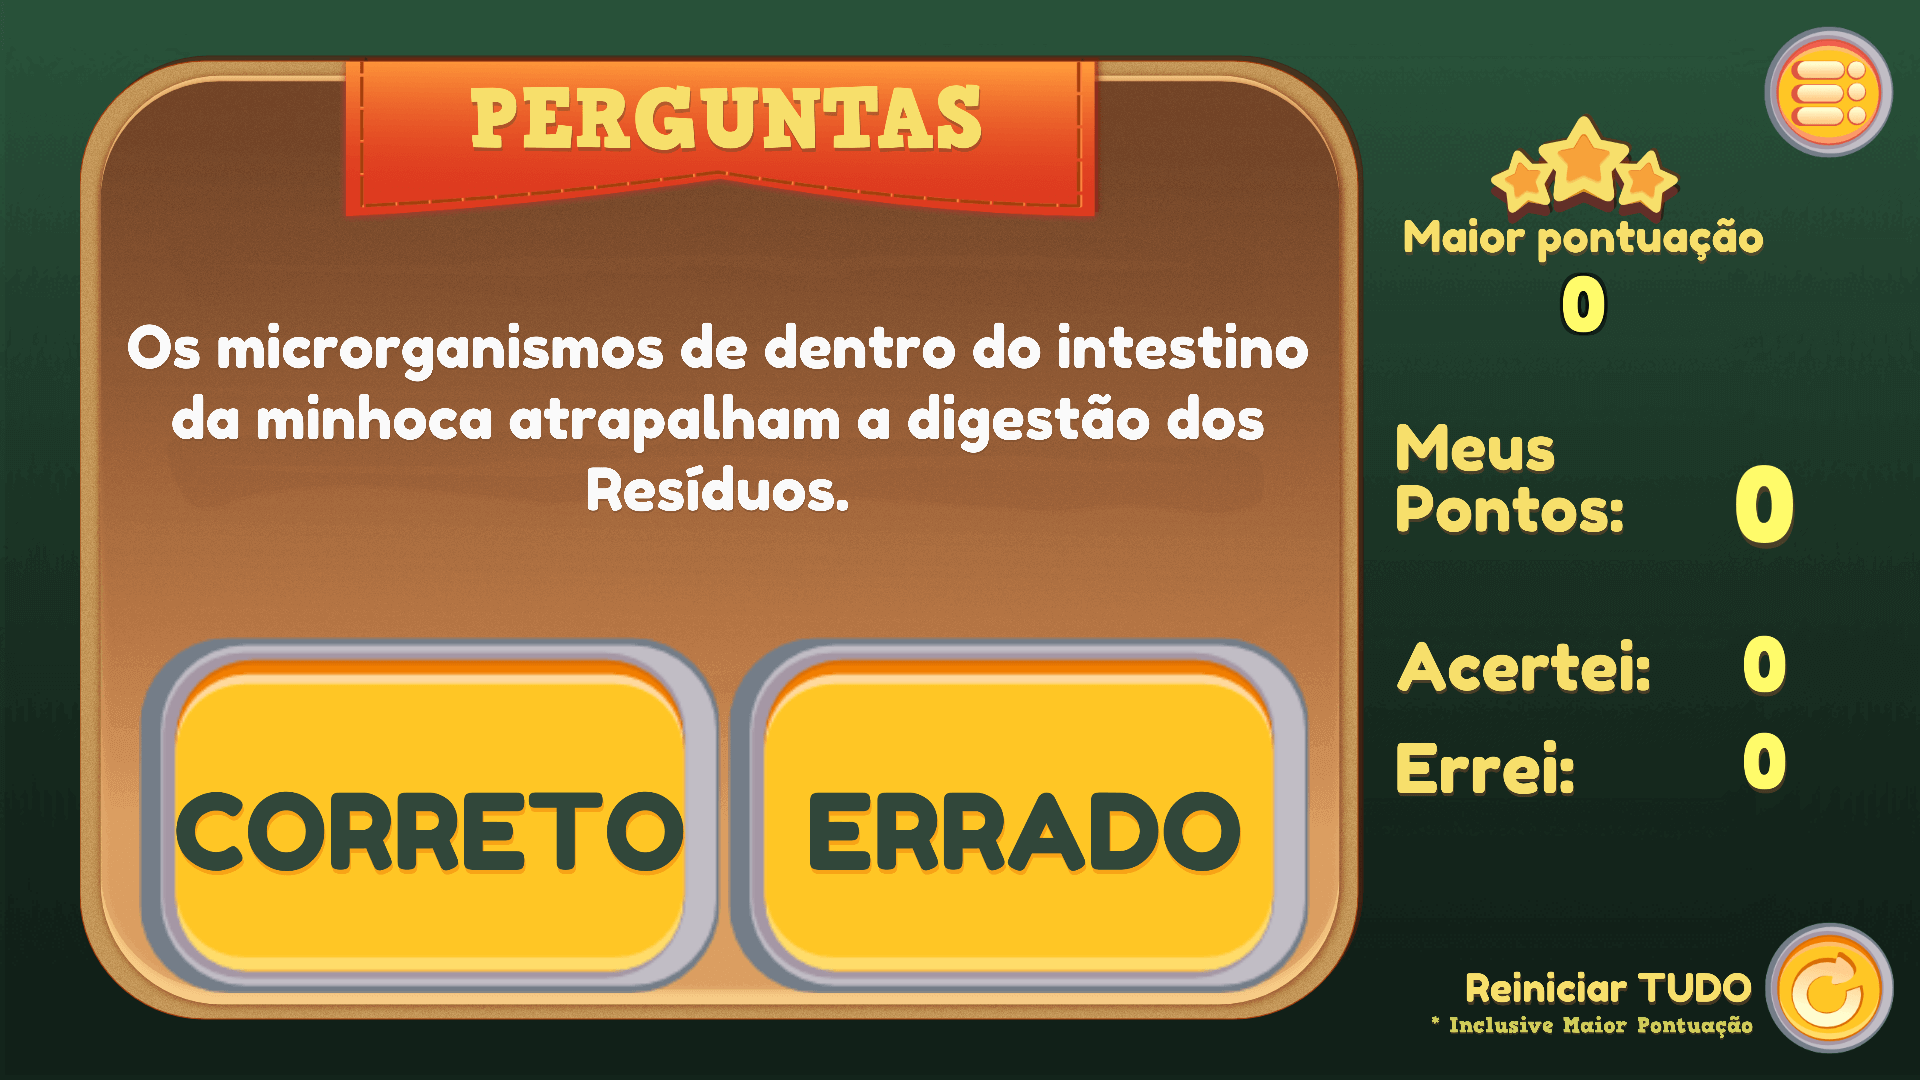 PERGUNTAS
Os microrganismos de dentro do intestino
da minhoca atrapalham a digestão dos
Resíduos.
CORRETO
ERRADO
Maior pontuação
0
Meus
Pontos: 0
Acertei: 0
Errei: 0
Reiniciar TUDO
* Inclusive Maior Pontuação